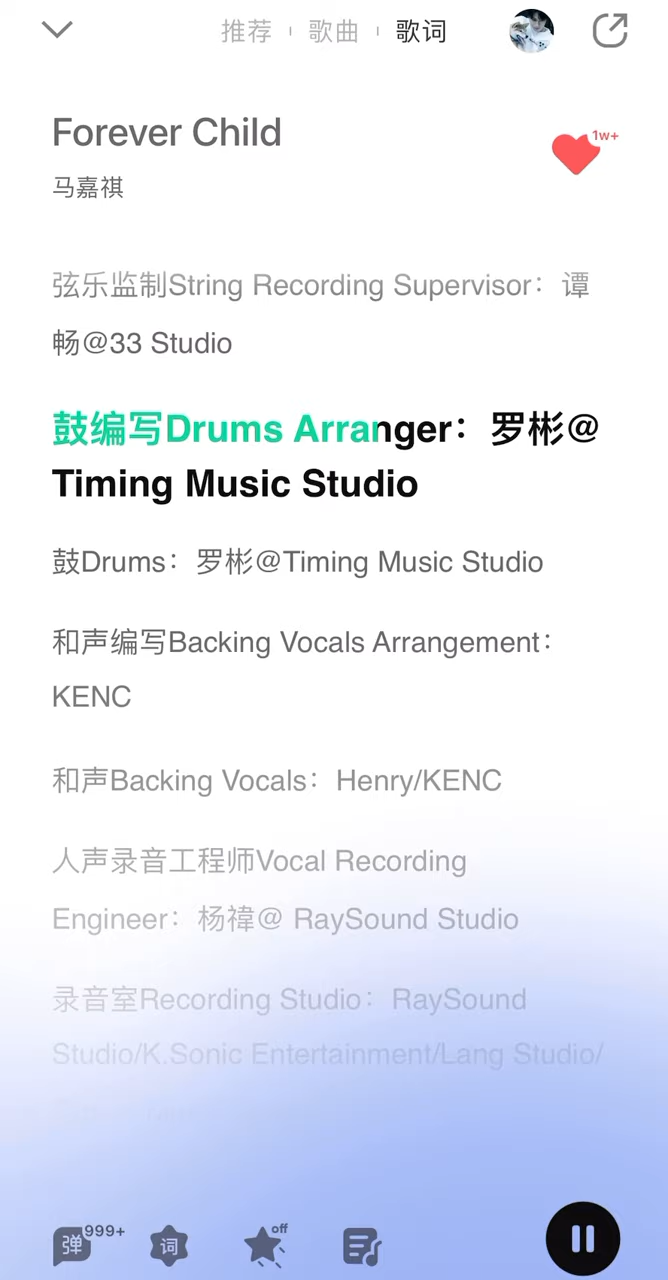 推荐 歌曲 歌词
Forever Child
1w+
马嘉祺
弦乐监制String Recording Supervisor：谭
畅@33 Studio
鼓编写Drums Arranger：罗彬@
Timing Music Studio
鼓Drums：罗彬@Timing Music Studio
和声编写Backing Vocals Arrangement：
KENC
和声Backing Vocals：Henry/KENC
人声录音工程师Vocal Recording
Engineer：杨禕@ RaySound Studio
录音室Recording Studio：RaySound
Studio/K.Sonic Entertainment/Lang Studio/
弹 999+ 词 off